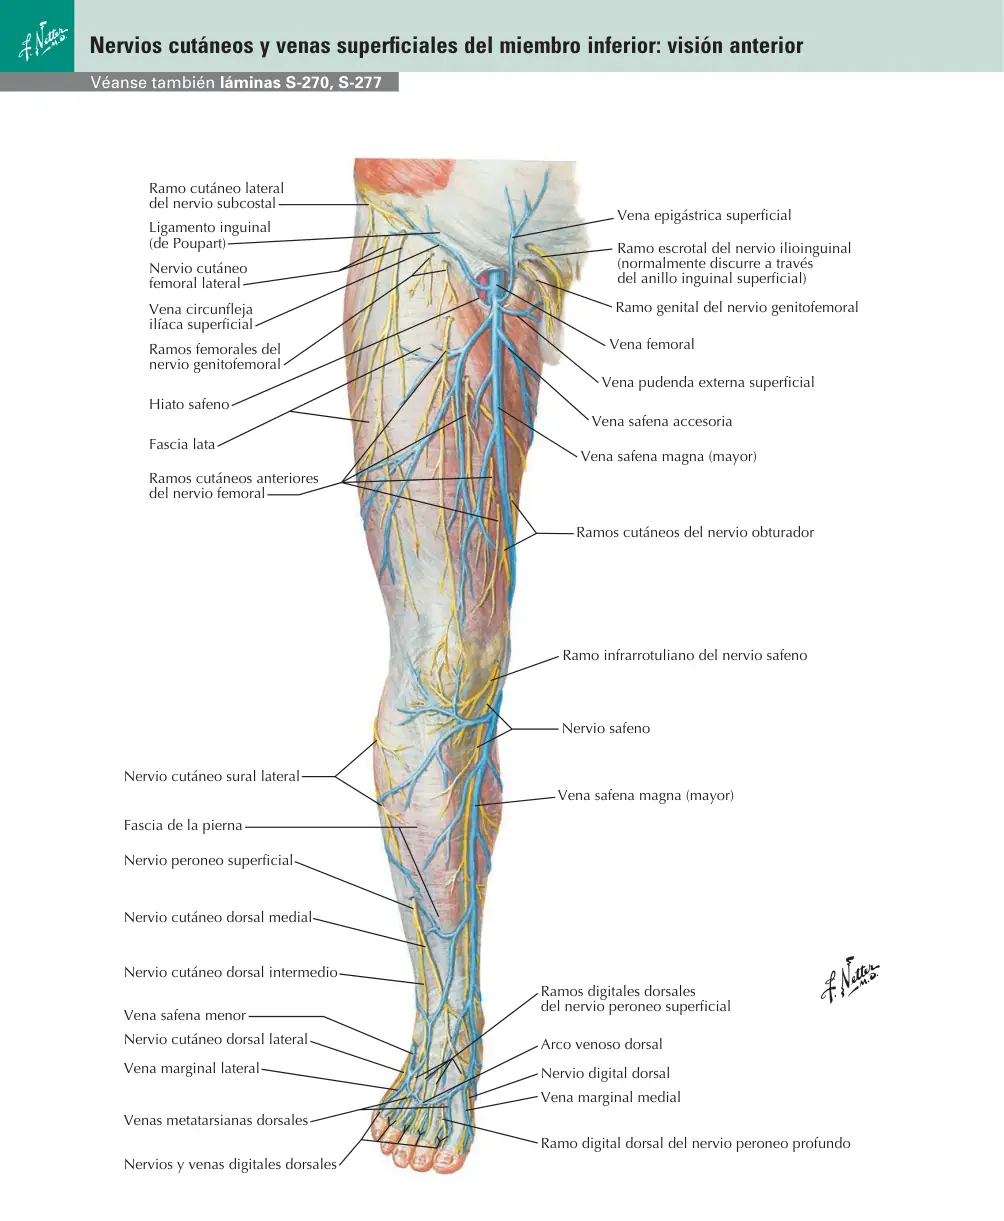 F. Netter M.D.
Nervios cutáneos y venas superficiales del miembro inferior: visión anterior
Véanse también láminas S-270, S-277
Ramo cutáneo lateral
del nervio subcostal
Ligamento inguinal
(de Poupart)
Nervio cutáneo
femoral lateral
Vena circunfleja
ilíaca superficial
Ramos femorales del
nervio genitofemoral
Hiato safeno
Fascia lata
Ramos cutáneos anteriores
del nervio femoral
Vena epigástrica superficial
Ramo escrotal del nervio ilioinguinal
(normalmente discurre a través
del anillo inguinal superficial)
Ramo genital del nervio genitofemoral
Vena femoral
Vena pudenda externa superficial
Vena safena accesoria
Vena safena magna (mayor)
Ramos cutáneos del nervio obturador
Ramo infrarrotuliano del nervio safeno
Nervio safeno
Vena safena magna (mayor)
Nervio cutáneo sural lateral
Fascia de la pierna
Nervio peroneo superficial
Nervio cutáneo dorsal medial
Nervio cutáneo dorsal intermedio
Vena safena menor
Nervio cutáneo dorsal lateral
Vena marginal lateral
Venas metatarsianas dorsales
Nervios y venas digitales dorsales
Ramos digitales dorsales
del nervio peroneo superficial
Arco venoso dorsal
Nervio digital dorsal
Vena marginal medial
Ramo digital dorsal del nervio peroneo profundo
F. Netter M.D.